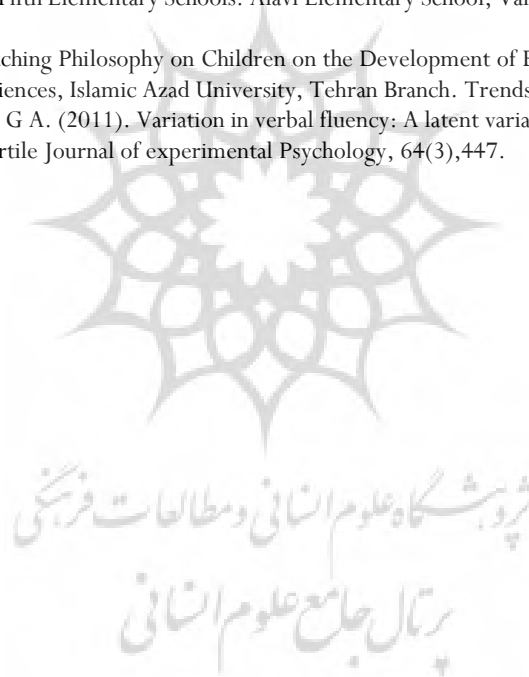 Fifth Elementary Schools. Alavi Elementary School, Va
ching Philosophy on Children on the Development of
iences, Islamic Azad University, Tehran Branch. Trends
G A. (2011). Variation in verbal fluency: A latent varia
rtile Journal of experimental Psychology, 64(3),447.
پژوهشگاه علوم انسانی و مطالعات فرهنگی
پرتال جامع علوم انسانی